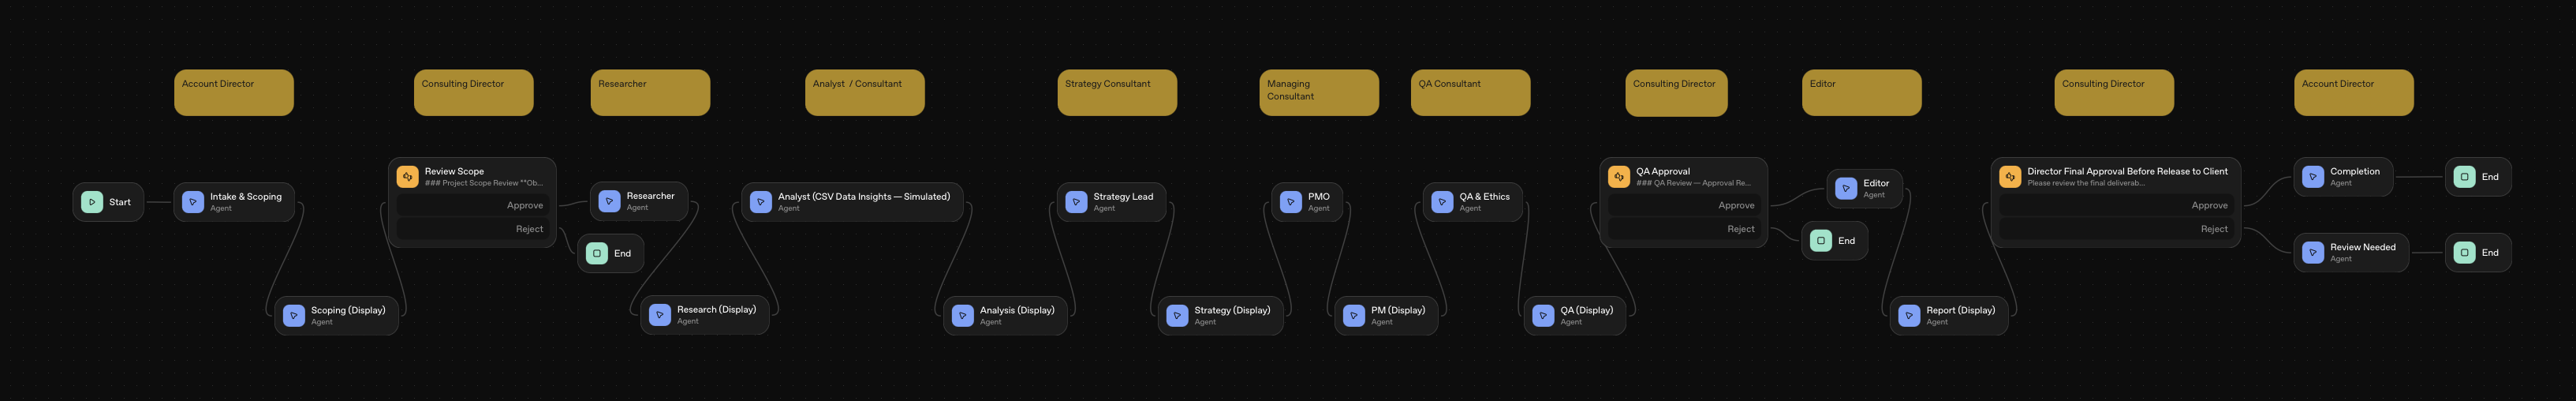 Account Director
Consulting Director
Researcher
Analyst / Consultant
Strategy Consultant
Managing
Consultant
QA Consultant
Consulting Director
Editor
Consulting Director
Account Director
Start
Intake & Scoping
Agent
Scoping (Display)
Agent
Review Scope
### Project Scope Review **Ob...
Approve
Reject
Researcher
Agent
End
Research (Display)
Agent
Analyst (CSV Data Insights — Simulated)
Agent
Analysis (Display)
Agent
Strategy Lead
Agent
Strategy (Display)
Agent
PMO
Agent
PM (Display)
Agent
QA & Ethics
Agent
QA (Display)
Agent
QA Approval
### QA Review — Approval Re...
Approve
Reject
Editor
Agent
End
Report (Display)
Agent
Director Final Approval Before Release to Client
Please review the final deliverab...
Approve
Reject
Completion
Agent
End
Review Needed
Agent
End